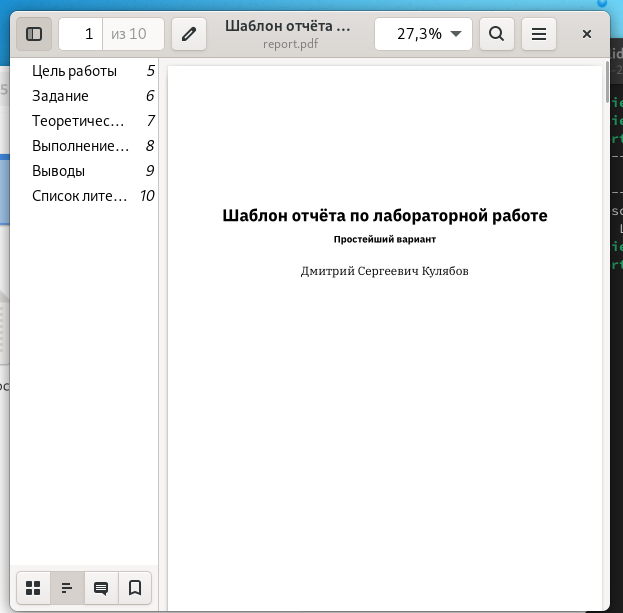 1 из 10
Шаблон отчёта ...
report.pdf
27,3%
Цель работы 5
Задание 6
Теоретичес... 7
Выполнение... 8
Выводы 9
Список лите... 10
Шаблон отчёта по лабораторной работе
Простейший вариант
Дмитрий Сергеевич Кулябов